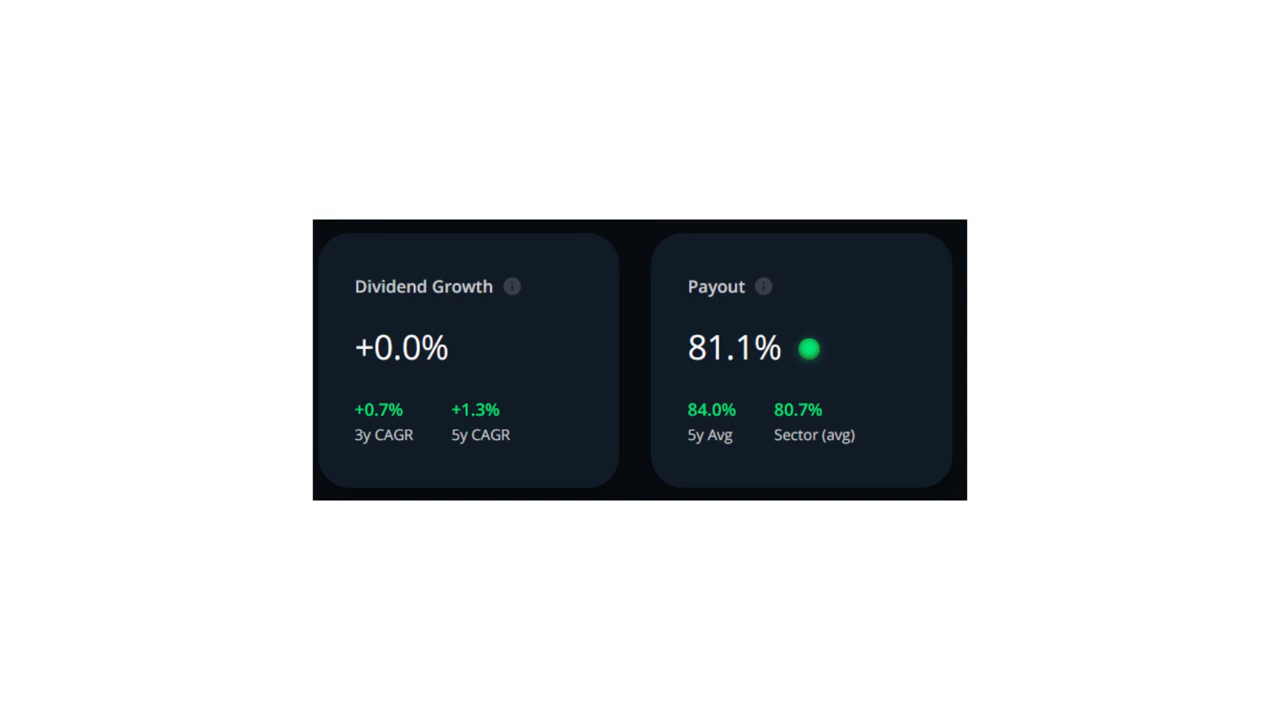 Dividend Growth
+0.0%
+0.7% +1.3%
3y CAGR 5y CAGR
Payout
81.1%
84.0% 80.7%
5y Avg Sector (avg)